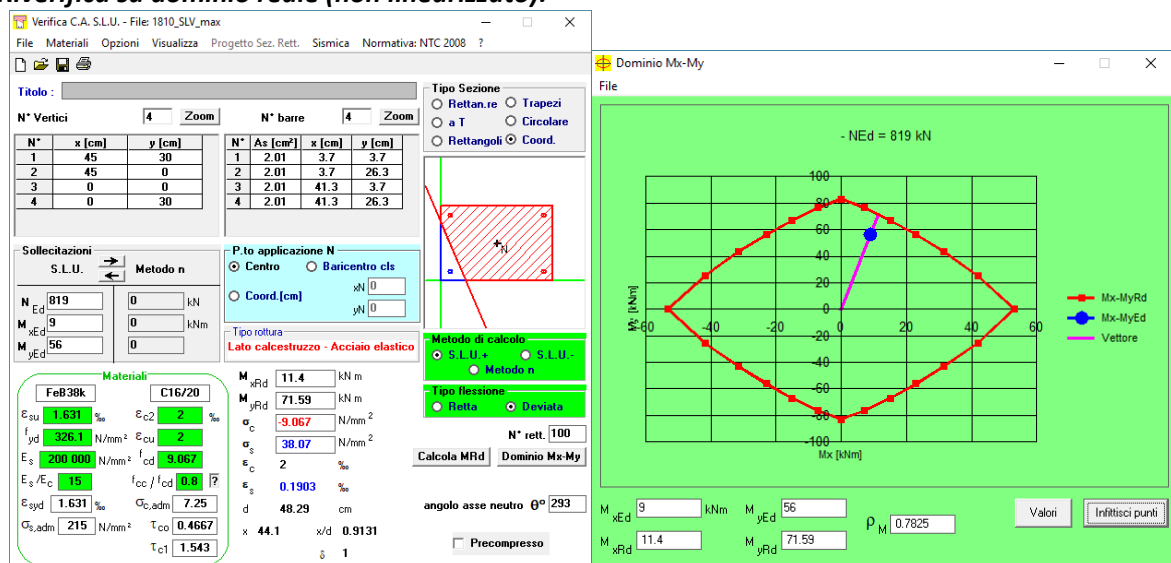 Riverifica su dominio reale (non linearizzato):
Verifica C.A. S.L.U. - File: 1810_SLV_max
File Materiali Opzioni Visualizza Progetto Sez. Rett. Sismica Normativa: NTC 2008 ?
Titolo :
N° Vertici 4 Zoom N° barre 4 Zoom
N° x [cm] y [cm]
1 45 30
2 45 0
3 0 0
4 0 30
N° As [cm²] x [cm] y [cm]
1 2.01 3.7 3.7
2 2.01 3.7 26.3
3 2.01 41.3 3.7
4 2.01 41.3 26.3
Tipo Sezione
Rettan.re Trapezi
a T Circolare
Rettangoli Coord.
N
Sollecitazioni
S.L.U. Metodo n
N Ed 819 0 kN
M xEd 9 0 kNm
M yEd 56 0
P.to applicazione N
Centro Baricentro cls
Coord.[cm] xN 0
yN 0
Tipo rottura
Lato calcestruzzo - Acciaio elastico
Metodo di calcolo
S.L.U.+ S.L.U.-
Metodo n
Tipo flessione
Retta Deviata
N° rett. 100
Calcola MRd Dominio Mx-My
angolo asse neutro θ° 293
Precompresso
Materiali
FeB38k C16/20
εsu 1.631 ‰ εc2 2 ‰
fyd 326.1 N/mm² εcu 2
Es 200 000 N/mm² fcd 9.067
Es/Ec 15 fcc / fcd 0.8 ?
εsyd 1.631 ‰ σc,adm 7.25
σs,adm 215 N/mm² τco 0.4667
τc1 1.543
M xRd 11.4 kN m
M yRd 71.59 kN m
σc -9.067 N/mm²
σs 38.07 N/mm²
εc 2 ‰
εs 0.1903 ‰
d 48.29 cm
x 44.1 x/d 0.9131
δ 1
Dominio Mx-My
File
- NEd = 819 kN
100
80
60
40
20
0
-20
-40
-60
-80
-100
-60 -40 -20 0 20 40 60
My [kNm]
Mx [kNm]
Mx-MyRd
Mx-MyEd
Vettore
M xEd 9 kNm M yEd 56
M xRd 11.4 M yRd 71.59
ρM 0.7825
Valori Infittisci punti